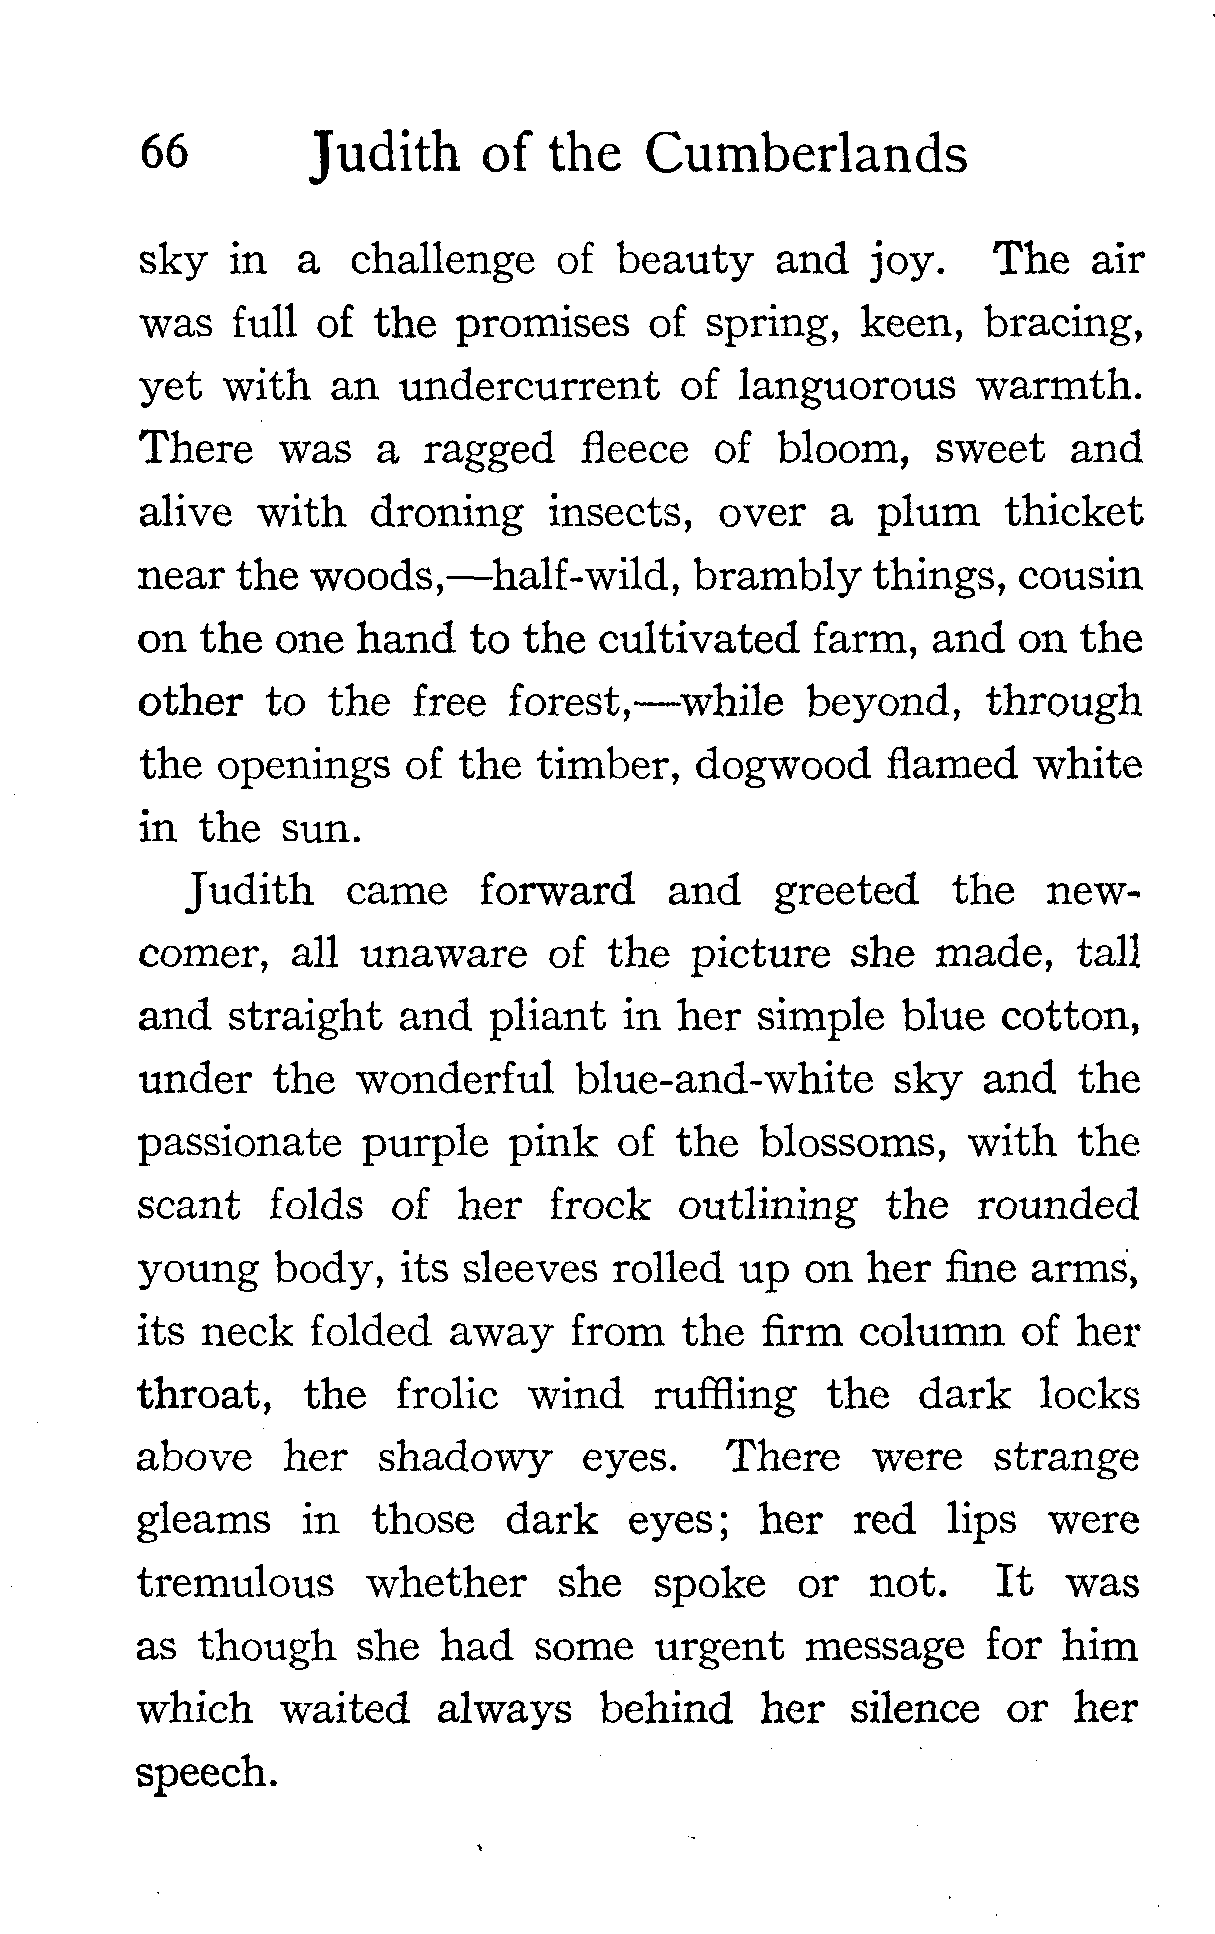 66 Judith of the Cumberlands
sky in a challenge of beauty and joy. The air
was full of the promises of spring, keen, bracing,
yet with an undercurrent of languorous warmth.
There was a ragged fleece of bloom, sweet and
alive with droning insects, over a plum thicket
near the woods,—half-wild, brambly things, cousin
on the one hand to the cultivated farm, and on the
other to the free forest,—while beyond, through
the openings of the timber, dogwood flamed white
in the sun.
Judith came forward and greeted the new-
comer, all unaware of the picture she made, tall
and straight and pliant in her simple blue cotton,
under the wonderful blue-and-white sky and the
passionate purple pink of the blossoms, with the
scant folds of her frock outlining the rounded
young body, its sleeves rolled up on her fine arms,
its neck folded away from the firm column of her
throat, the frolic wind ruffling the dark locks
above her shadowy eyes. There were strange
gleams in those dark eyes; her red lips were
tremulous whether she spoke or not. It was
as though she had some urgent message for him
which waited always behind her silence or her
speech.